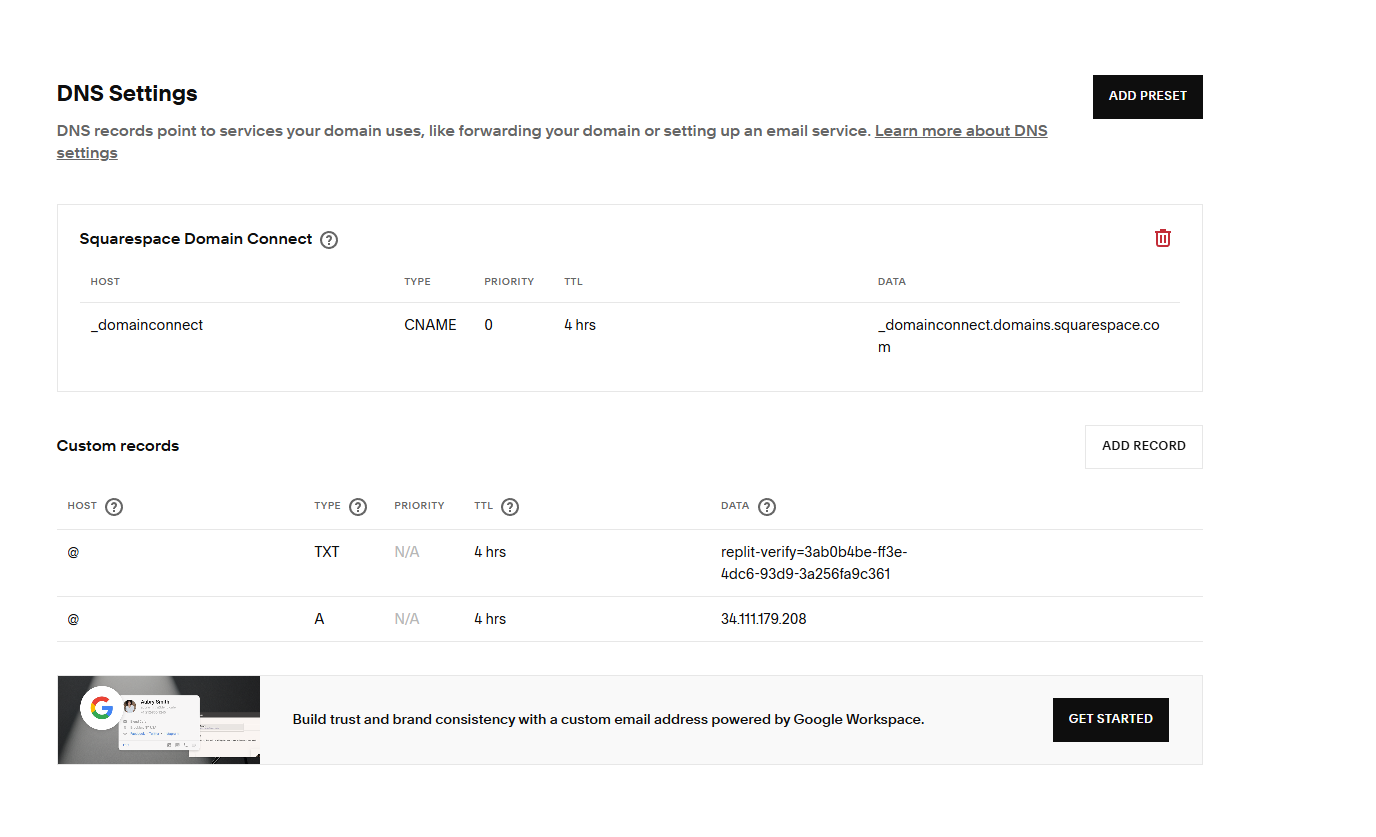 DNS Settings
ADD PRESET
DNS records point to services your domain uses, like forwarding your domain or setting up an email service. Learn more about DNS
settings
Squarespace Domain Connect ?
HOST TYPE PRIORITY TTL DATA
_domainconnect CNAME 0 4 hrs _domainconnect.domains.squarespace.co
m
Custom records
ADD RECORD
HOST ? TYPE ? PRIORITY TTL ? DATA ?
@ TXT N/A 4 hrs replit-verify=3ab0b4be-ff3e-
4dc6-93d9-3a256fa9c361
@ A N/A 4 hrs 34.111.179.208
G
Aubry Smith
Build trust and brand consistency with a custom email address powered by Google Workspace.
GET STARTED